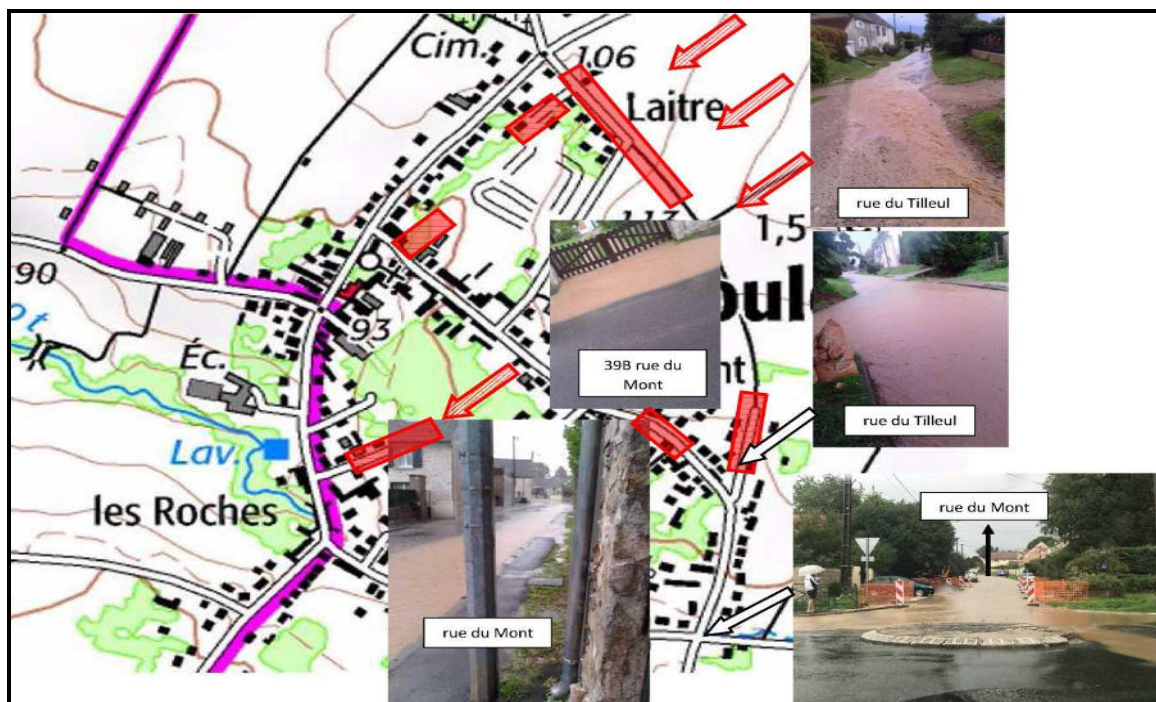 Cim.
106
Laitre
rue du Tilleul
113
1,5
90
93
Éc.
39B rue du
Mont
rue du Tilleul
Lav.
les Roches
rue du Mont
rue du Mont